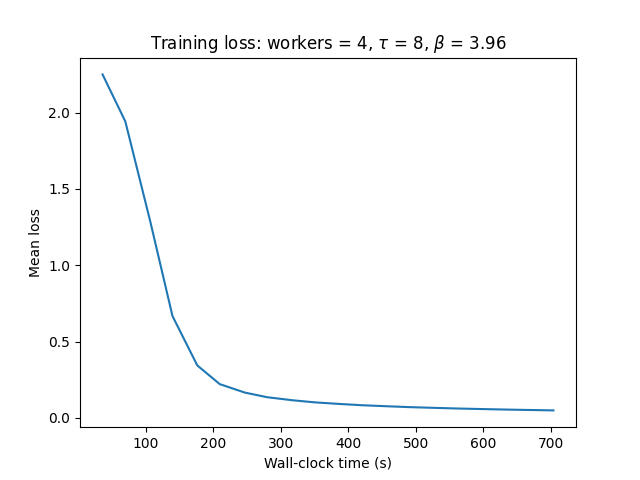 Training loss: workers = 4, τ = 8, β = 3.96
Mean loss
2.0
1.5
1.0
0.5
0.0
100 200 300 400 500 600 700
Wall-clock time (s)